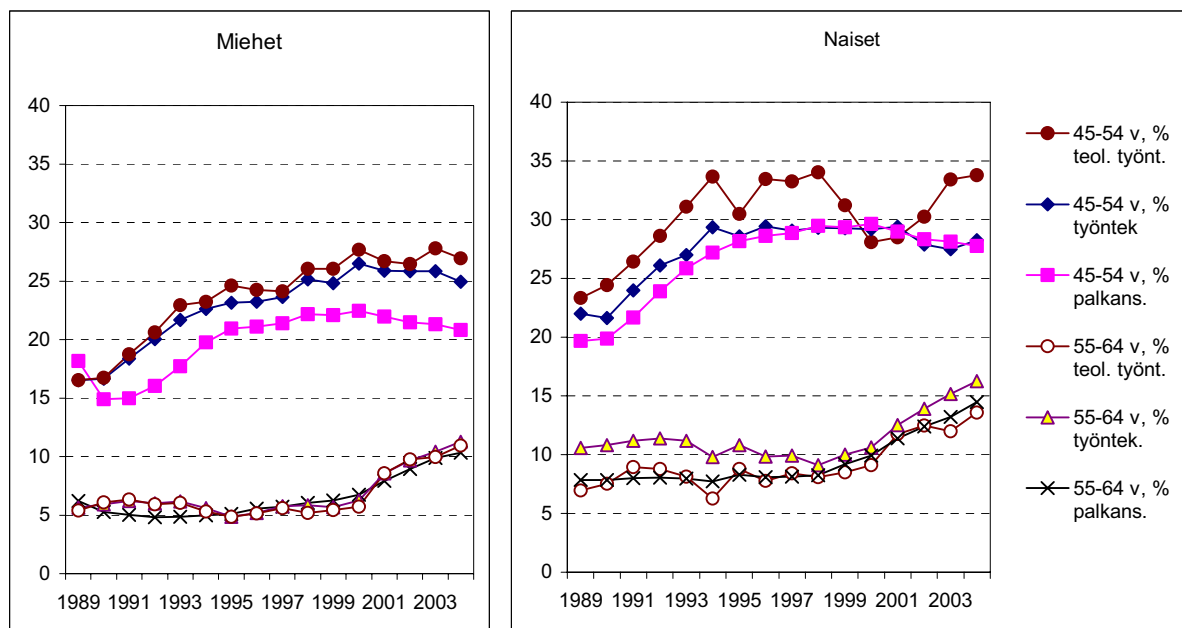 Miehet
40
35
30
25
20
15
10
5
0
1989 1991 1993 1995 1997 1999 2001 2003
Naiset
40
35
30
25
20
15
10
5
0
1989 1991 1993 1995 1997 1999 2001 2003
45-54 v, %
teol. työnt.
45-54 v, %
työntek
45-54 v, %
palkans.
55-64 v, %
teol. työnt.
55-64 v, %
työntek.
55-64 v, %
palkans.